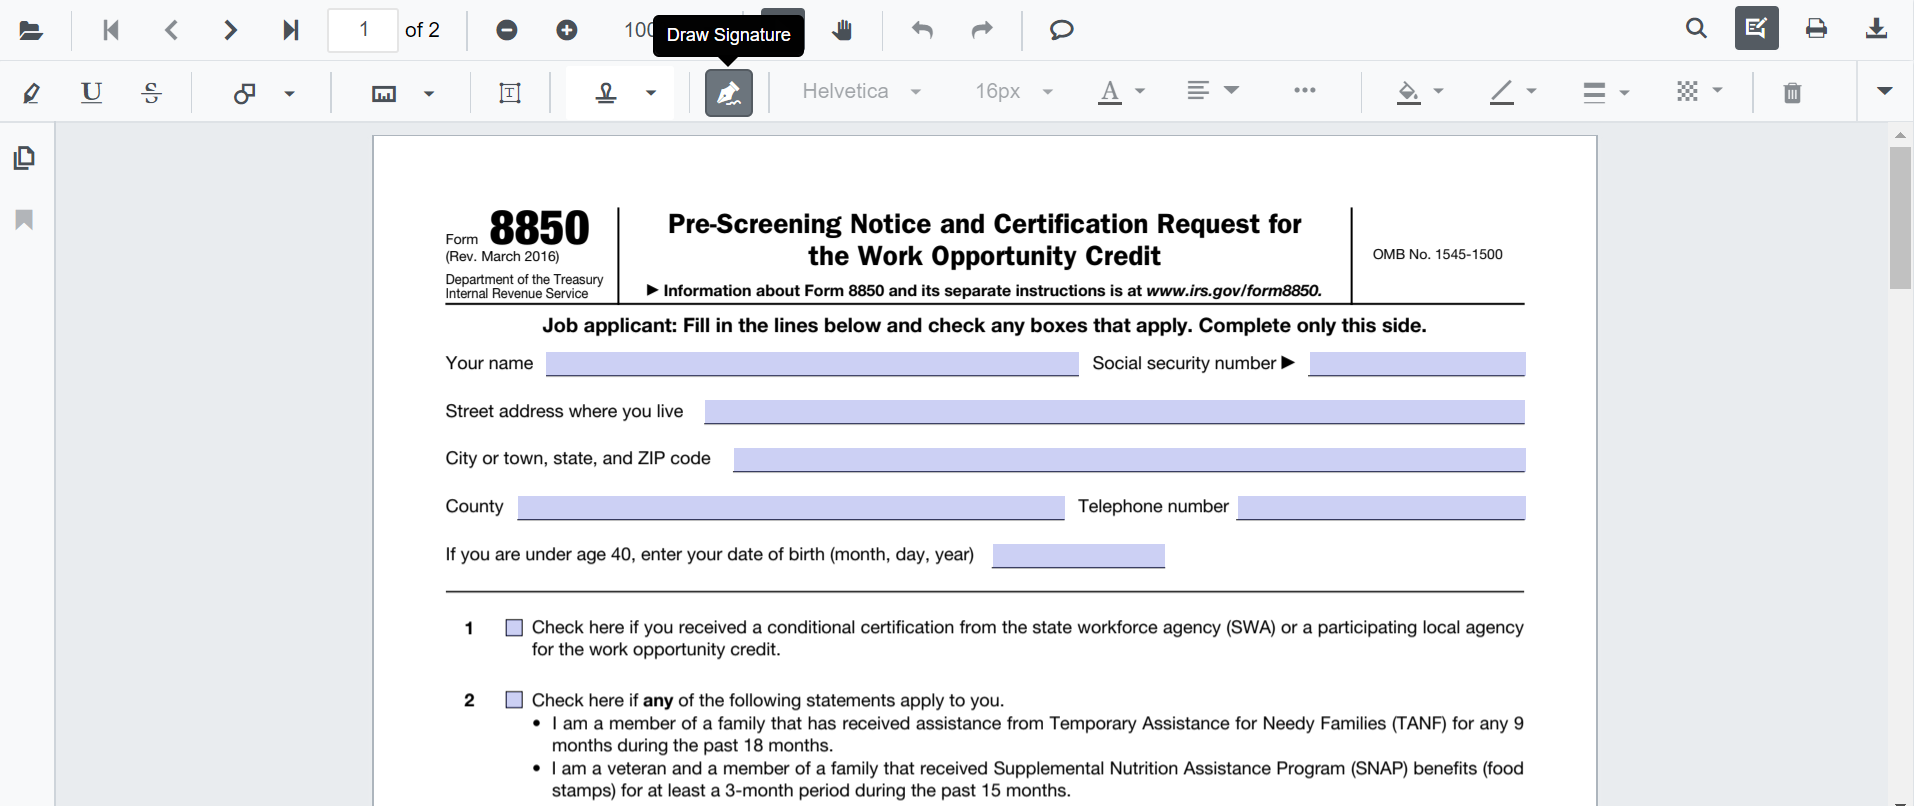 1 of 2 100
Draw Signature
Helvetica 16px
Form 8850
(Rev. March 2016)
Department of the Treasury
Internal Revenue Service
Pre-Screening Notice and Certification Request for
the Work Opportunity Credit
▶ Information about Form 8850 and its separate instructions is at www.irs.gov/form8850.
OMB No. 1545-1500
Job applicant: Fill in the lines below and check any boxes that apply. Complete only this side.
Your name Social security number ▶
Street address where you live
City or town, state, and ZIP code
County Telephone number
If you are under age 40, enter your date of birth (month, day, year)
1 Check here if you received a conditional certification from the state workforce agency (SWA) or a participating local agency
for the work opportunity credit.
2 Check here if any of the following statements apply to you.
• I am a member of a family that has received assistance from Temporary Assistance for Needy Families (TANF) for any 9
months during the past 18 months.
• I am a veteran and a member of a family that received Supplemental Nutrition Assistance Program (SNAP) benefits (food
stamps) for at least a 3-month period during the past 15 months.